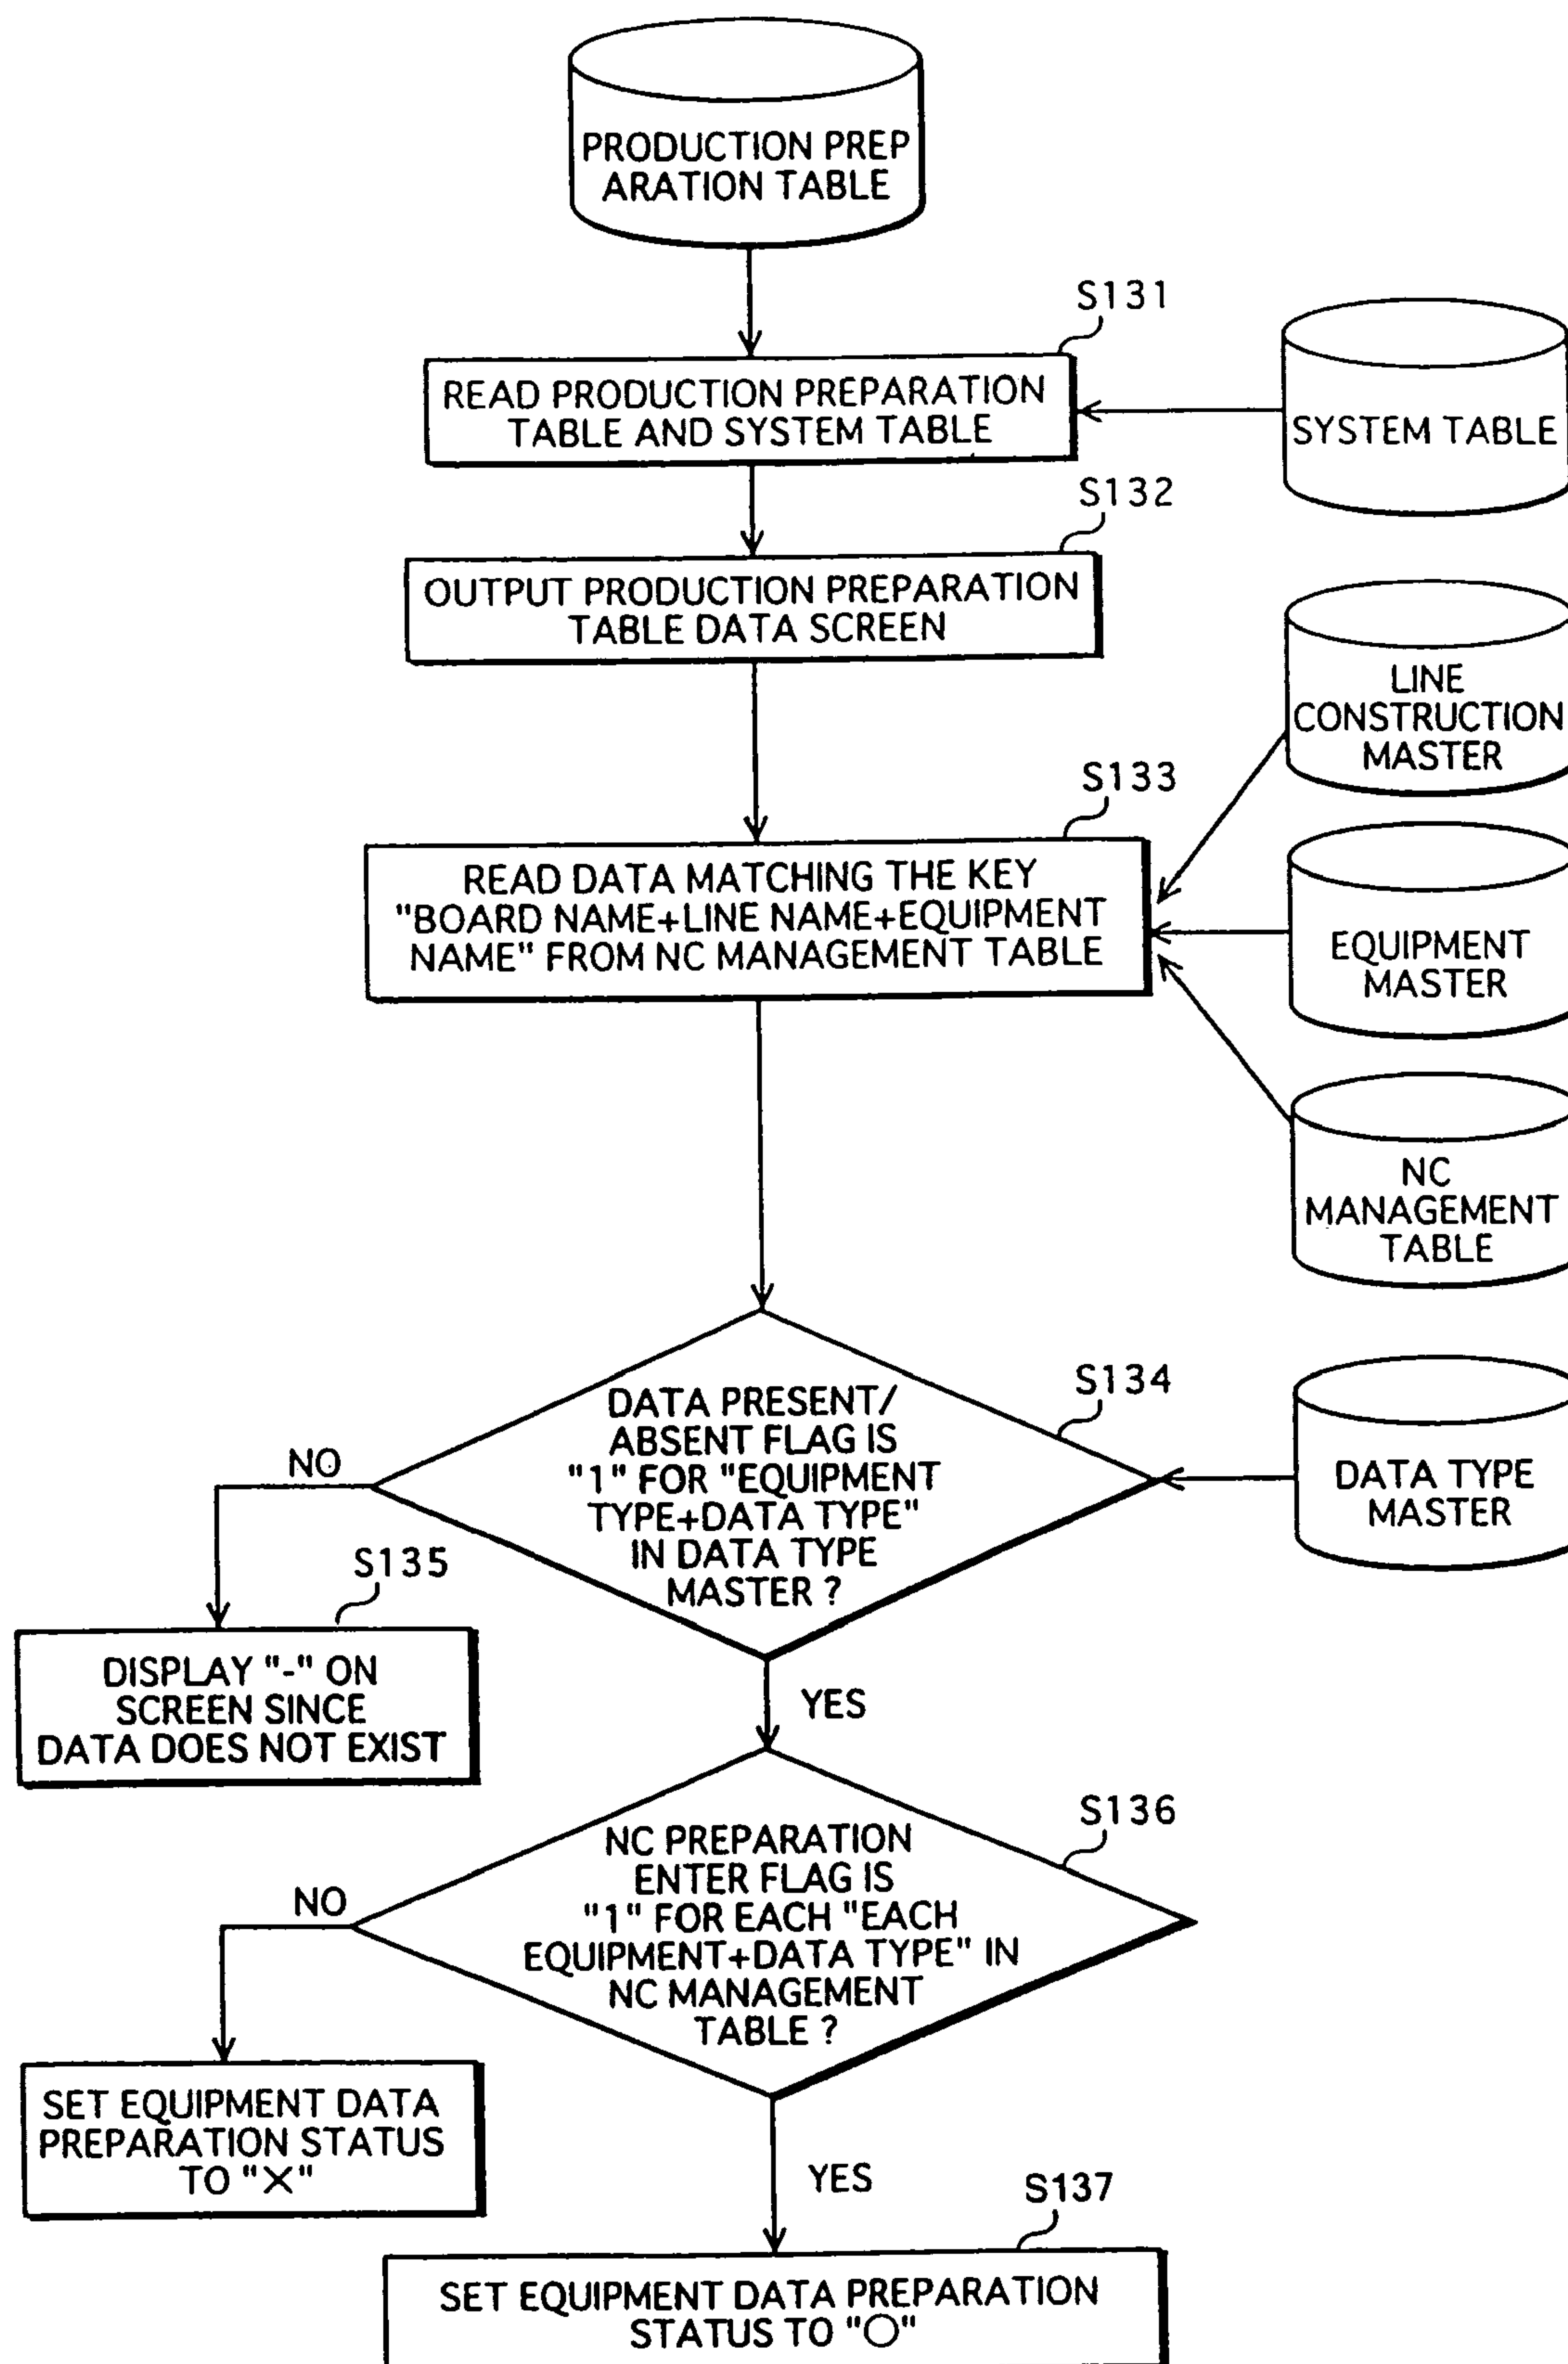 PRODUCTION PREP
ARATION TABLE
S131
READ PRODUCTION PREPARATION
TABLE AND SYSTEM TABLE
SYSTEM TABLE
S132
OUTPUT PRODUCTION PREPARATION
TABLE DATA SCREEN
LINE
CONSTRUCTION
MASTER
S133
READ DATA MATCHING THE KEY
"BOARD NAME+LINE NAME+EQUIPMENT
NAME" FROM NC MANAGEMENT TABLE
EQUIPMENT
MASTER
NC
MANAGEMENT
TABLE
S134
DATA PRESENT/
ABSENT FLAG IS
"1" FOR "EQUIPMENT
TYPE+DATA TYPE"
IN DATA TYPE
MASTER ?
DATA TYPE
MASTER
NO
S135
DISPLAY "-" ON
SCREEN SINCE
DATA DOES NOT EXIST
YES
S136
NC PREPARATION
ENTER FLAG IS
"1" FOR EACH "EACH
EQUIPMENT+DATA TYPE" IN
NC MANAGEMENT
TABLE ?
NO
SET EQUIPMENT DATA
PREPARATION STATUS
TO "X"
YES
S137
SET EQUIPMENT DATA PREPARATION
STATUS TO "○"